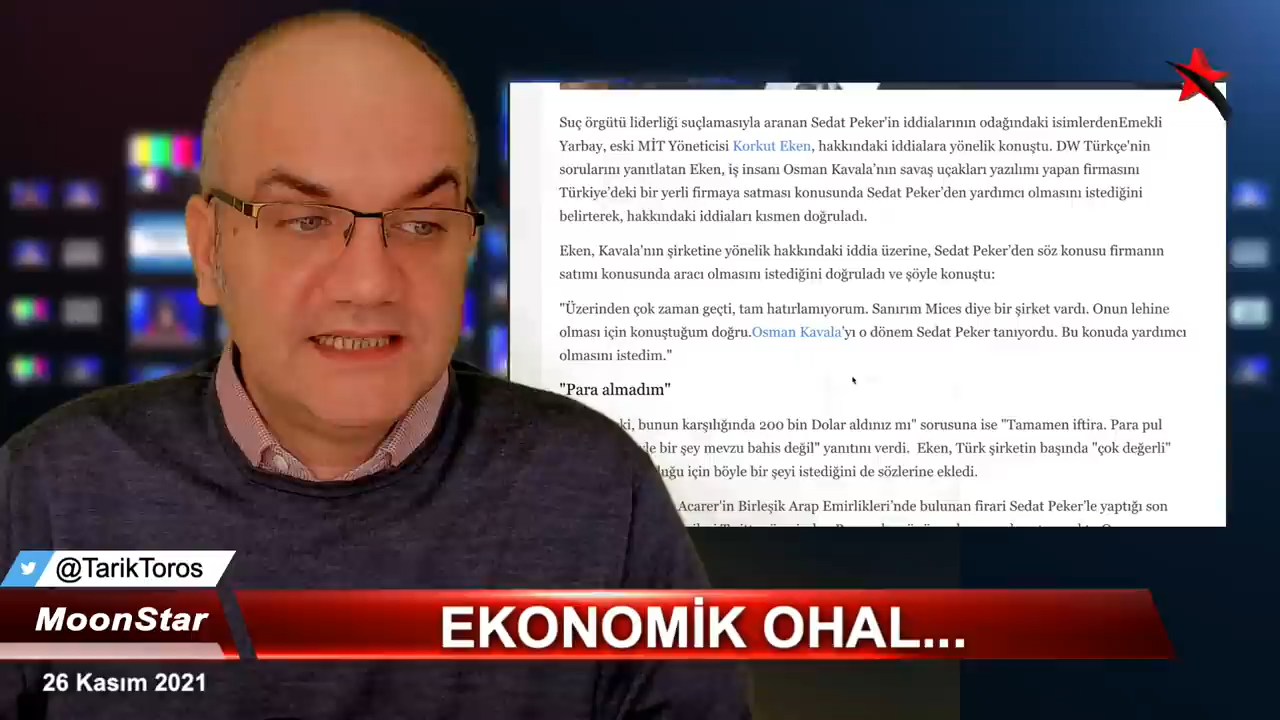 Suç örgütü liderliği suçlamasıyla aranan Sedat Peker'in iddialarının odağındaki isimlerdenEmekli
Yarbay, eski MİT Yöneticisi Korkut Eken, hakkındaki iddialara yönelik konuştu. DW Türkçe'nin
sorularını yanıtlatan Eken, iş insanı Osman Kavala'nın savaş uçakları yazılımı yapan firmasını
Türkiye'deki bir yerli firmaya satması konusunda Sedat Peker'den yardımcı olmasını istediğini
belirterek, hakkındaki iddiaları kısmen doğruladı.
Eken, Kavala'nın şirketine yönelik hakkındaki iddia üzerine, Sedat Peker'den söz konusu firmanın
satımı konusunda aracı olmasını istediğini doğruladı ve şöyle konuştu:
"Üzerinden çok zaman geçti, tam hatırlamıyorum. Sanırım Mices diye bir şirket vardı. Onun lehine
olması için konuştuğum doğru.Osman Kavala'yı o dönem Sedat Peker tanıyordu. Bu konuda yardımcı
olmasını istedim."
"Para almadım"
bunun karşılığında 200 bin Dolar aldınız mı" sorusuna ise "Tamamen iftira. Para pul
bir şey mevzu bahis değil" yanıtını verdi. Eken, Türk şirketin başında "çok değerli"
için böyle bir şeyi istediğini de sözlerine ekledi.
Acarer'in Birleşik Arap Emirlikleri'nde bulunan firari Sedat Peker'le yaptığı son
@TarikToros
MoonStar
EKONOMİK OHAL...
26 Kasım 2021